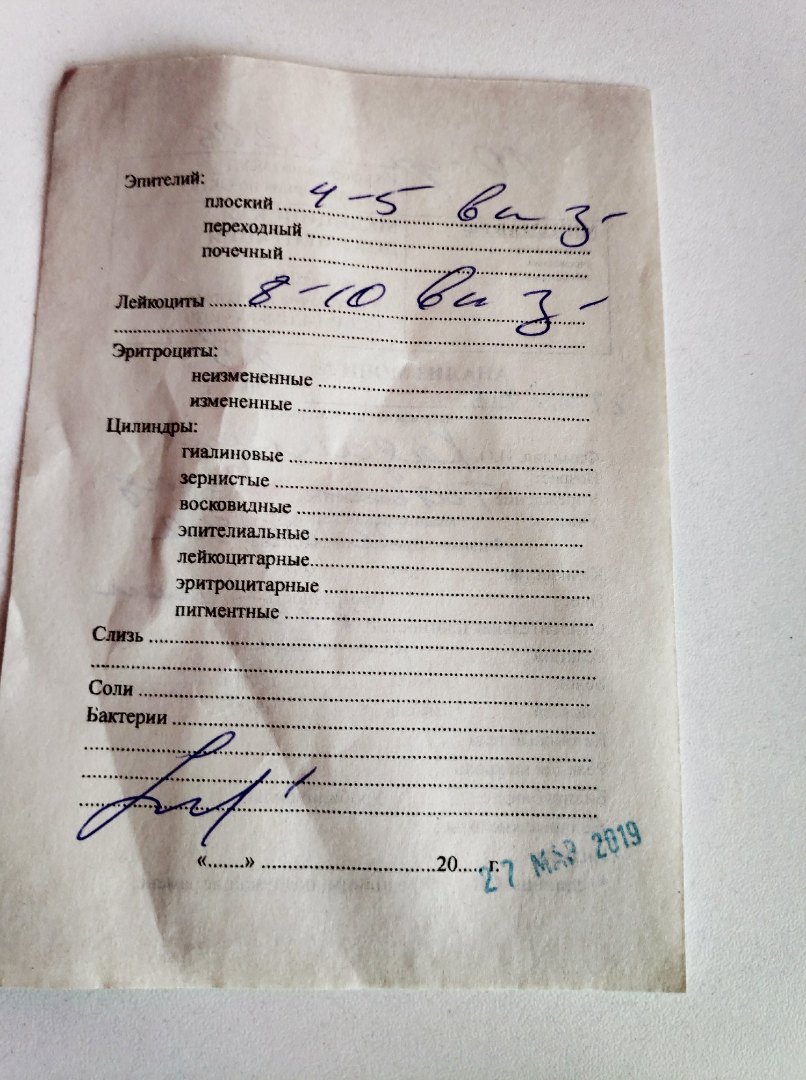 Эпителий:
плоский ........ 4-5 в п/з-
переходный ........
почечный ........
Лейкоциты ........ 8-10 в п/з-
........
Эритроциты:
неизмененные ........
измененные ........
Цилиндры:
гиалиновые ........
зернистые ........
восковидные ........
эпителиальные ........
лейкоцитарные........
эритроцитарные ........
пигментные ........
Слизь ........
........
Соли ........
Бактерии ........
........
........
........
«.......» ........20..... г.
27 МАР 2019